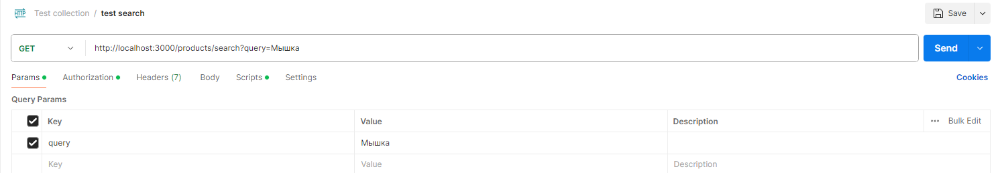 HTTP Test collection / test search Save
GET http://localhost:3000/products/search?query=Мышка Send
Params Authorization Headers (7) Body Scripts Settings Cookies
Query Params
Key Value Description Bulk Edit
query Мышка
Key Value Description